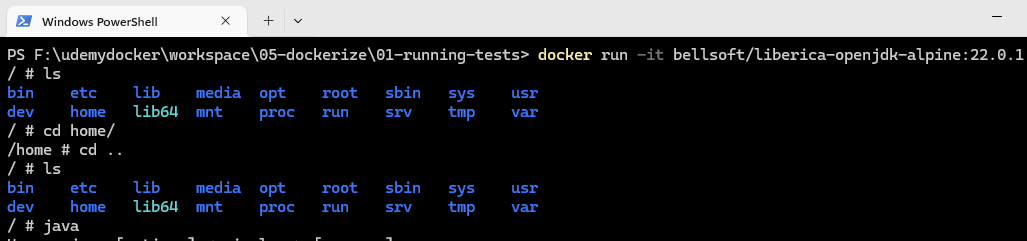 Windows PowerShell
PS F:\udemydocker\workspace\05-dockerize\01-running-tests> docker run -it bellsoft/liberica-openjdk-alpine:22.0.1
/ # ls
bin etc lib media opt root sbin sys usr
dev home lib64 mnt proc run srv tmp var
/ # cd home/
/home # cd ..
/ # ls
bin etc lib media opt root sbin sys usr
dev home lib64 mnt proc run srv tmp var
/ # java